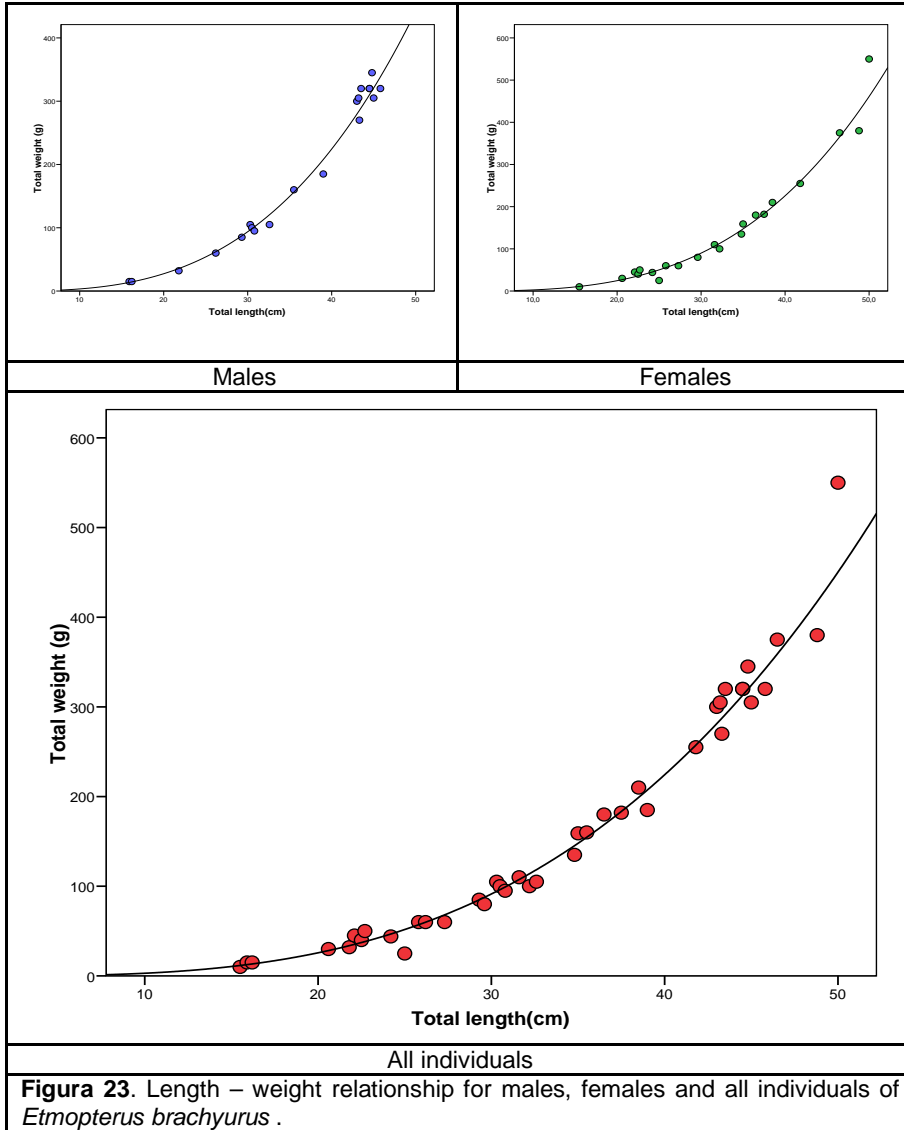 400
300
200
100
0
Total weight (g)
10 20 30 40 50
Total length(cm)
600
500
400
300
200
100
0
Total weight (g)
10,0 20,0 30,0 40,0 50,0
Total length(cm)
Males Females
600
500
400
300
200
100
0
Total weight (g)
10 20 30 40 50
Total length(cm)
All individuals
Figura 23. Length – weight relationship for males, females and all individuals of
Etmopterus brachyurus .